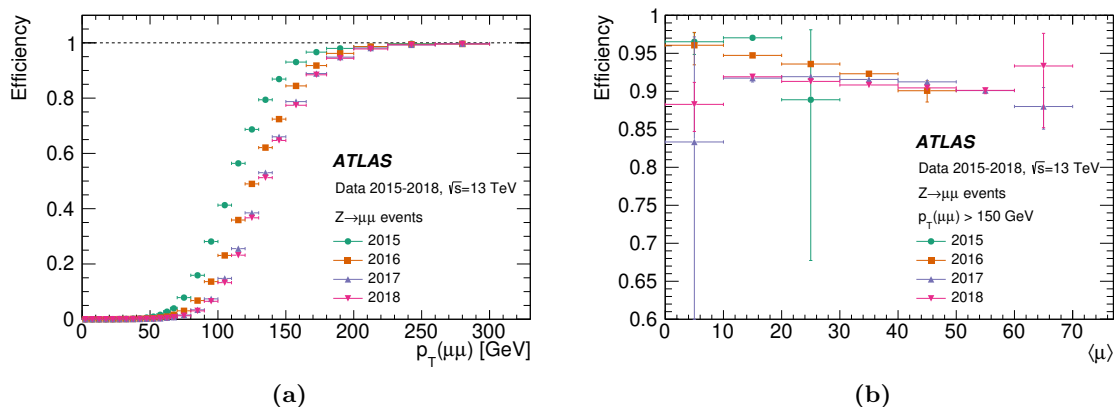 Efficiency
1
0.8
0.6
0.4
0.2
0
ATLAS
Data 2015-2018, √s=13 TeV
Z→μμ events
2015
2016
2017
2018
0 50 100 150 200 250 300
p_T(μμ) [GeV]
(a)
Efficiency
1
0.95
0.9
0.85
0.8
0.75
0.7
0.65
0.6
ATLAS
Data 2015-2018, √s=13 TeV
Z→μμ events
p_T(μμ) > 150 GeV
2015
2016
2017
2018
0 10 20 30 40 50 60 70
⟨μ⟩
(b)